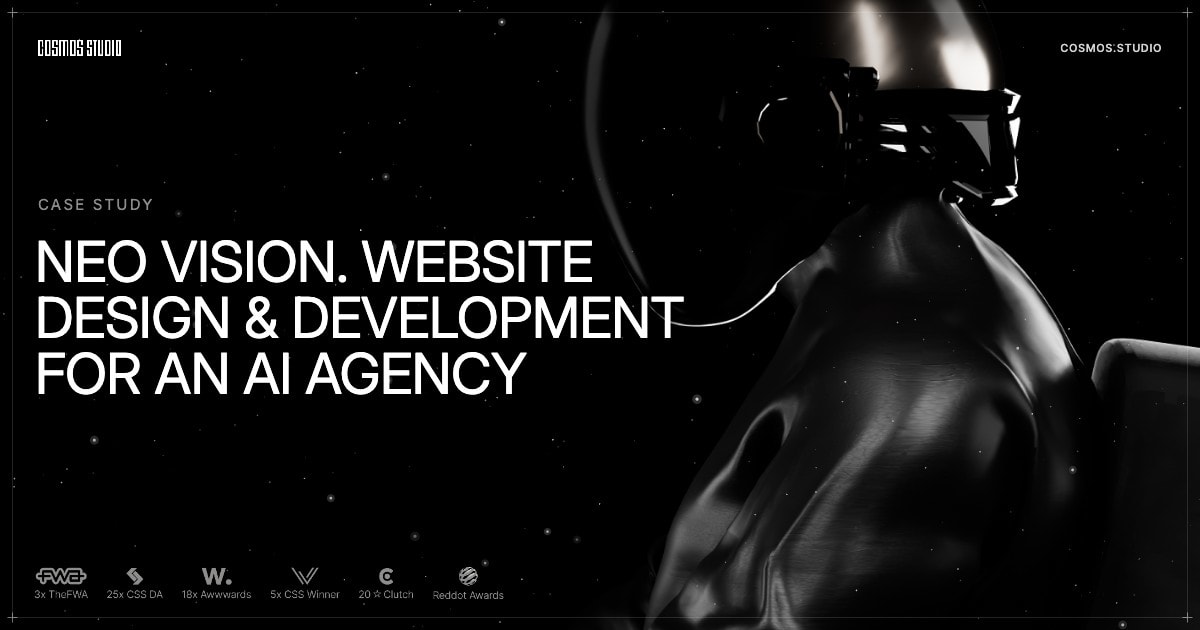 COSMOS STUDIO
COSMOS.STUDIO
CASE STUDY
NEO VISION. WEBSITE
DESIGN & DEVELOPMENT
FOR AN AI AGENCY
FWA
W.
3x TheFWA
25x CSS DA
18x Awwwards
5x CSS Winner
20 ☆ Clutch
Reddot Awards